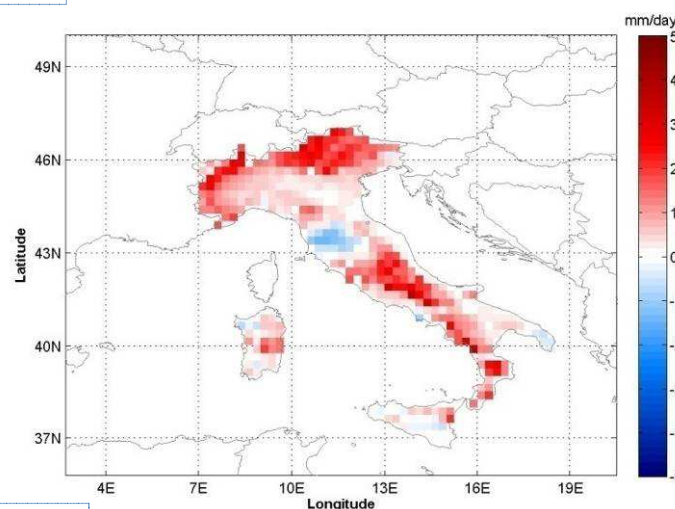 mm/day
5
49N
4
3
46N
2
1
Latitude
43N
0
-
-
40N
-
-
37N
-
4E
7E
10E
13E
16E
19E
Longitude